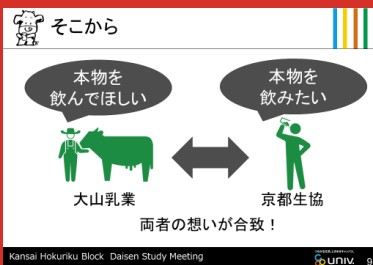 そこから
本物を
飲んでほしい
本物を
飲みたい
大山乳業
京都生協
両者の想いが合致！
Kansai Hokuriku Block Daisen Study Meeting
UNIV.
9